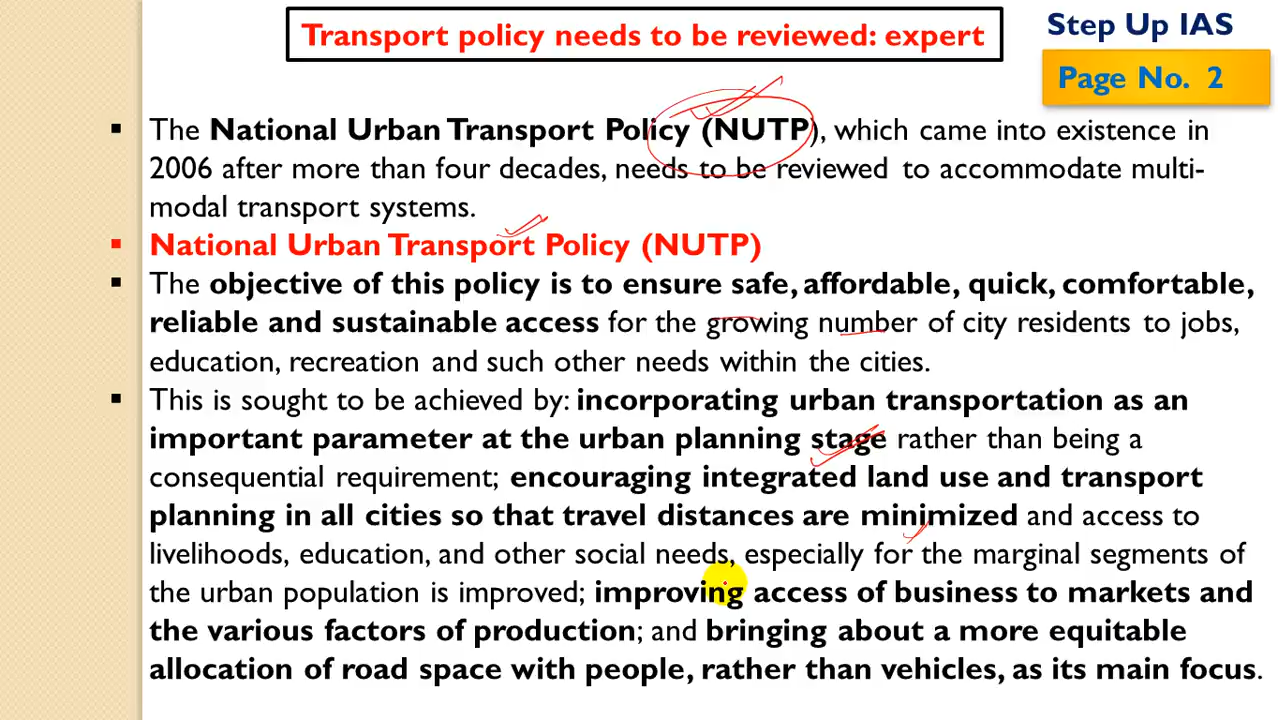 Transport policy needs to be reviewed: expert
Step Up IAS
Page No. 2
▪ The National Urban Transport Policy (NUTP), which came into existence in
2006 after more than four decades, needs to be reviewed to accommodate multi-
modal transport systems.
▪ National Urban Transport Policy (NUTP)
▪ The objective of this policy is to ensure safe, affordable, quick, comfortable,
reliable and sustainable access for the growing number of city residents to jobs,
education, recreation and such other needs within the cities.
▪ This is sought to be achieved by: incorporating urban transportation as an
important parameter at the urban planning stage rather than being a
consequential requirement; encouraging integrated land use and transport
planning in all cities so that travel distances are minimized and access to
livelihoods, education, and other social needs, especially for the marginal segments of
the urban population is improved; improving access of business to markets and
the various factors of production; and bringing about a more equitable
allocation of road space with people, rather than vehicles, as its main focus.